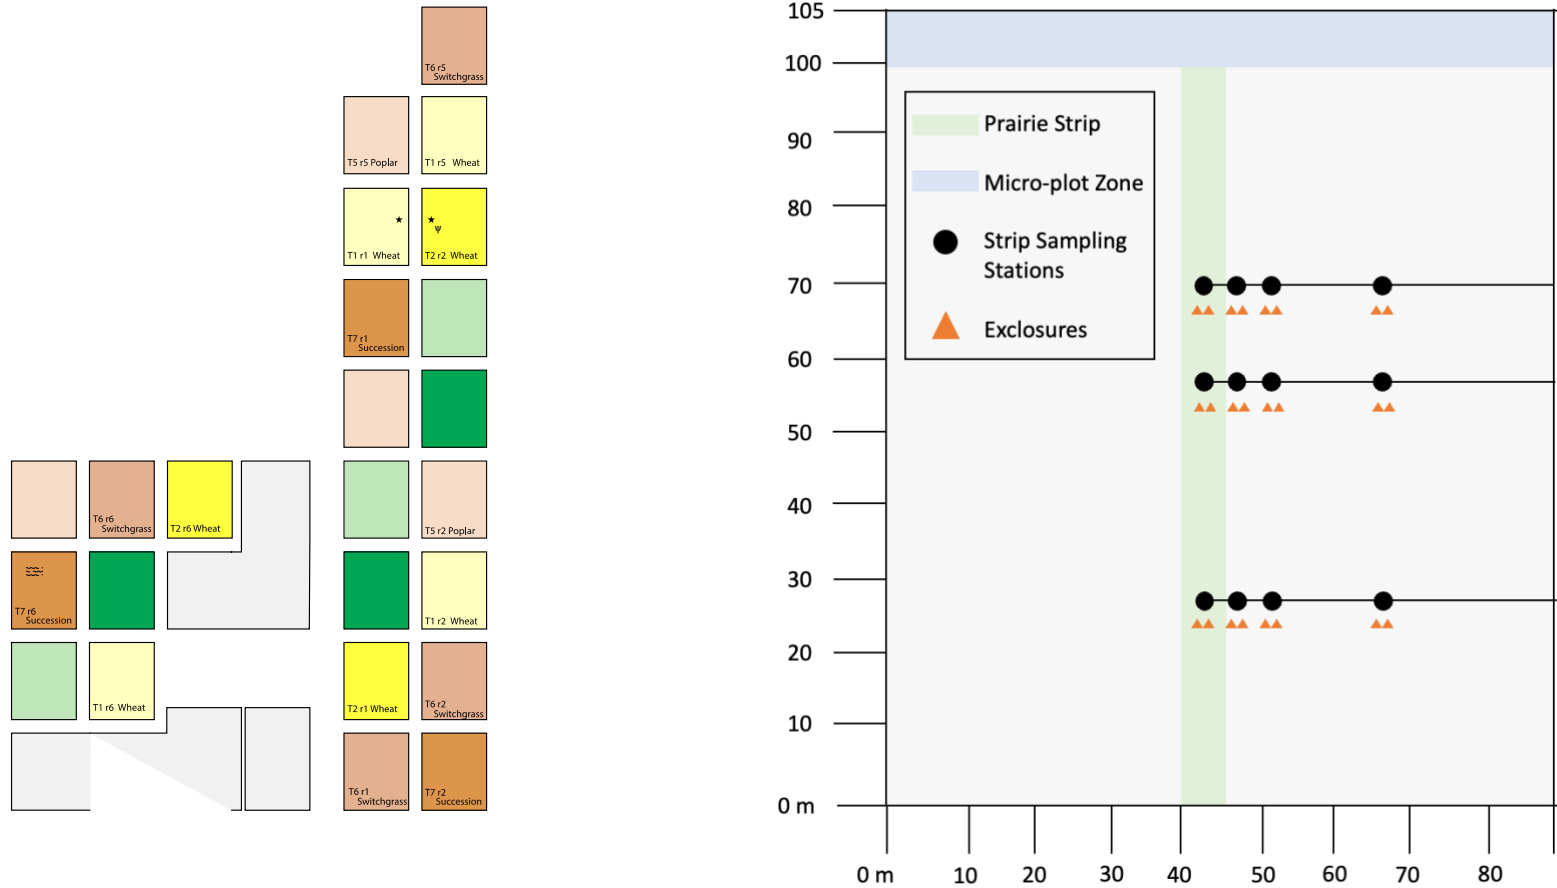 T6 r5
Switchgrass
T5 r5 Poplar
T1 r5 Wheat
T1 r1 Wheat
T2 r2 Wheat
T7 r1
Succession
T6 r6
Switchgrass
T2 r6 Wheat
T5 r2 Poplar
T7 r6
Succession
T1 r2 Wheat
T1 r6 Wheat
T2 r1 Wheat
T6 r2
Switchgrass
T6 r1
Switchgrass
T7 r2
Succession
105
100
90
80
70
60
50
40
30
20
10
0 m
Prairie Strip
Micro-plot Zone
Strip Sampling
Stations
Exclosures
0 m
10
20
30
40
50
60
70
80